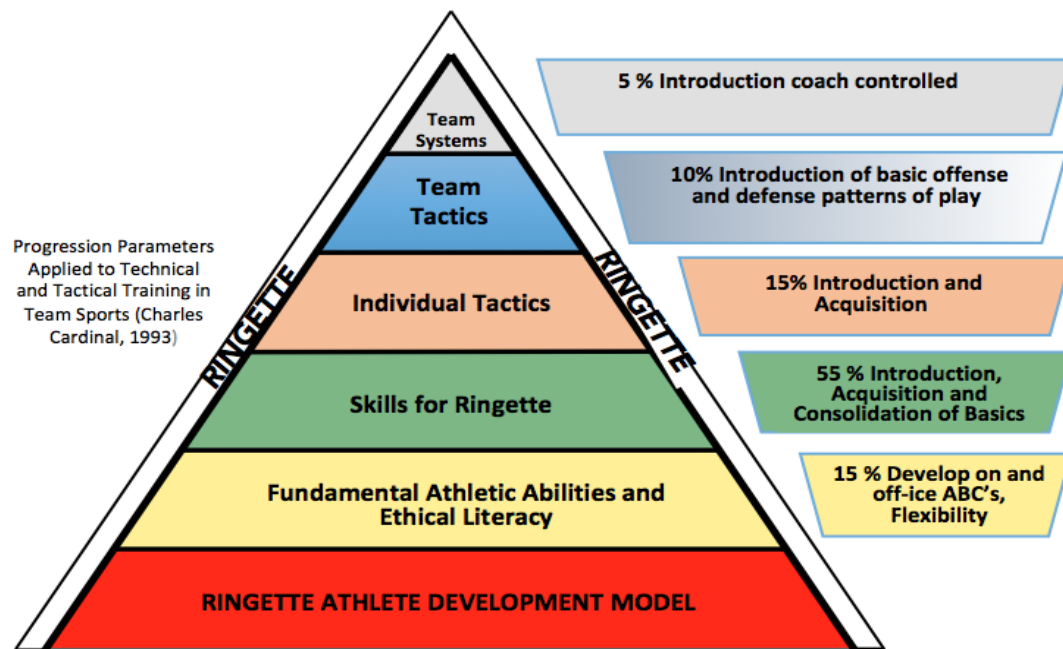 5 % Introduction coach controlled
Team
Systems
10% Introduction of basic offense
and defense patterns of play
Team
Tactics
Progression Parameters
Applied to Technical
and Tactical Training in
Team Sports (Charles
Cardinal, 1993)
RINGETTE
RINGETTE
15% Introduction and
Acquisition
Individual Tactics
55 % Introduction,
Acquisition and
Consolidation of Basics
Skills for Ringette
15 % Develop on and
off-ice ABC’s,
Flexibility
Fundamental Athletic Abilities and
Ethical Literacy
RINGETTE ATHLETE DEVELOPMENT MODEL